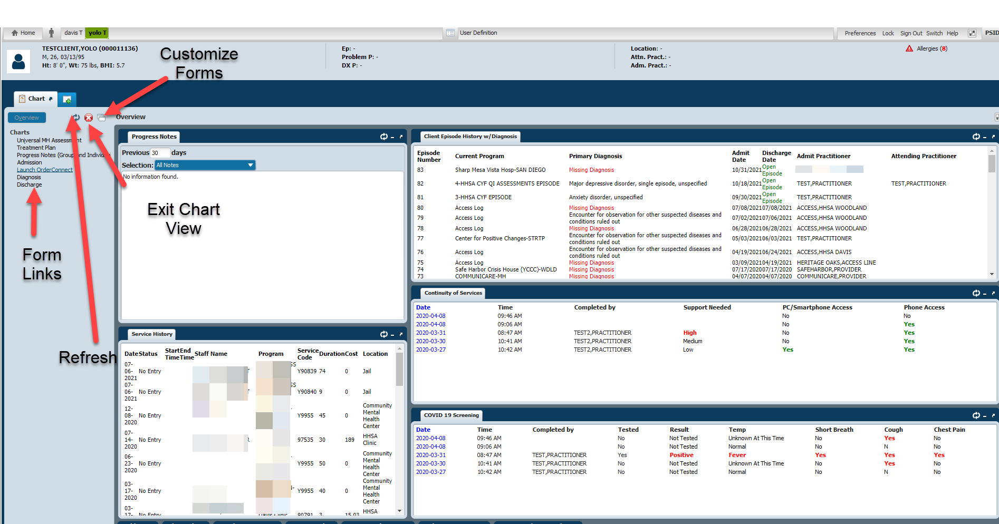 Home davis T yolo T User Definition Preferences Lock Sign Out Switch Help PSID
TESTCLIENT,YOLO (000011136)
M, 26, 03/13/95
Ht: 8' 0", Wt: 75 lbs, BMI: 5.7
Customize
Forms
Ep: -
Problem P: -
DX P: -
Location: -
Attn. Pract.: -
Adm. Pract.: -
Allergies (8)
Chart
Overview
Overview
Charts
Universal MH Assessment
Treatment Plan
Progress Notes (Group and Individu
Admission
Launch OrderConnect
Diagnosis
Discharge
Form
Links
Refresh
Exit Chart
View
Progress Notes
Previous 30 days
Selection: All Notes
No information found.
Service History
Date Status Start Time End Time Staff Name Program Service Code Duration Cost Location
07-06-2021 No Entry SS Y90839 74 0 Jail
07-06-2021 No Entry SS Y90840 9 0 Jail
12-08-2020 No Entry Y9955 45 0 Community Mental Health Center
07-14-2020 No Entry 97535 30 189 HHSA Clinic
06-23-2020 No Entry Y9955 50 0 Community Mental Health Center
03-17-2020 No Entry Y9955 40 0 Community Mental Health Center
03-17- No Entry Davis Clinic 90791 3 15.03 HHSA
Client Episode History w/Diagnosis
Episode Number Current Program Primary Diagnosis Admit Date Discharge Date Admit Practitioner Attending Practitioner
83 Sharp Mesa Vista Hosp-SAN DIEGO Missing Diagnosis 10/31/2021 Open Episode
82 4-HHSA CYF QI ASSESSMENTS EPISODE Major depressive disorder, single episode, unspecified 10/18/2021 Open Episode TEST,PRACTITIONER TEST,PRACTITIONER
81 3-HHSA CYF EPISODE Anxiety disorder, unspecified 09/30/2021 Open Episode TEST,PRACTITIONER
80 Access Log Missing Diagnosis 07/08/2021 07/08/2021 ACCESS,HHSA WOODLAND
79 Access Log Encounter for observation for other suspected diseases and conditions ruled out 07/02/2021 07/06/2021 ACCESS,HHSA WOODLAND
78 Access Log Missing Diagnosis 06/28/2021 06/28/2021 ACCESS,HHSA WOODLAND
77 Center for Positive Changes-STRTP Encounter for observation for other suspected diseases and conditions ruled out 05/03/2021 06/03/2021 TEST,PRACTITIONER
76 Access Log Encounter for observation for other suspected diseases and conditions ruled out 04/19/2021 06/24/2021 ACCESS,HHSA DAVIS
75 Access Log Missing Diagnosis 03/09/2021 04/19/2021 HERITAGE OAKS,ACCESS LINE
74 Safe Harbor Crisis House (YCCC)-WDLD Missing Diagnosis 07/17/2020 07/17/2020 SAFEHARBOR,PROVIDER
73 COMMUNICARE-MH Missing Diagnosis 04/07/2020 04/07/2020 COMMUNICARE,PROVIDER
Continuity of Services
Date Time Completed by Support Needed PC/Smartphone Access Phone Access
2020-04-08 09:46 AM No No
2020-04-08 09:06 AM No Yes
2020-03-31 08:47 AM TEST2,PRACTITIONER High No Yes
2020-03-30 10:41 AM TEST2,PRACTITIONER Medium No Yes
2020-03-27 10:42 AM TEST2,PRACTITIONER Low Yes Yes
COVID 19 Screening
Date Time Completed by Tested Result Temp Short Breath Cough Chest Pain
2020-04-08 09:46 AM No Not Tested Unknown At This Time No Yes No
2020-04-08 09:06 AM No Not Tested Normal No N No
2020-03-31 08:47 AM TEST,PRACTITIONER Yes Positive Fever Yes Yes Yes
2020-03-30 10:41 AM TEST,PRACTITIONER No Not Tested Unknown At This Time No Yes No
2020-03-27 10:42 AM TEST,PRACTITIONER No Not Tested Normal No N No